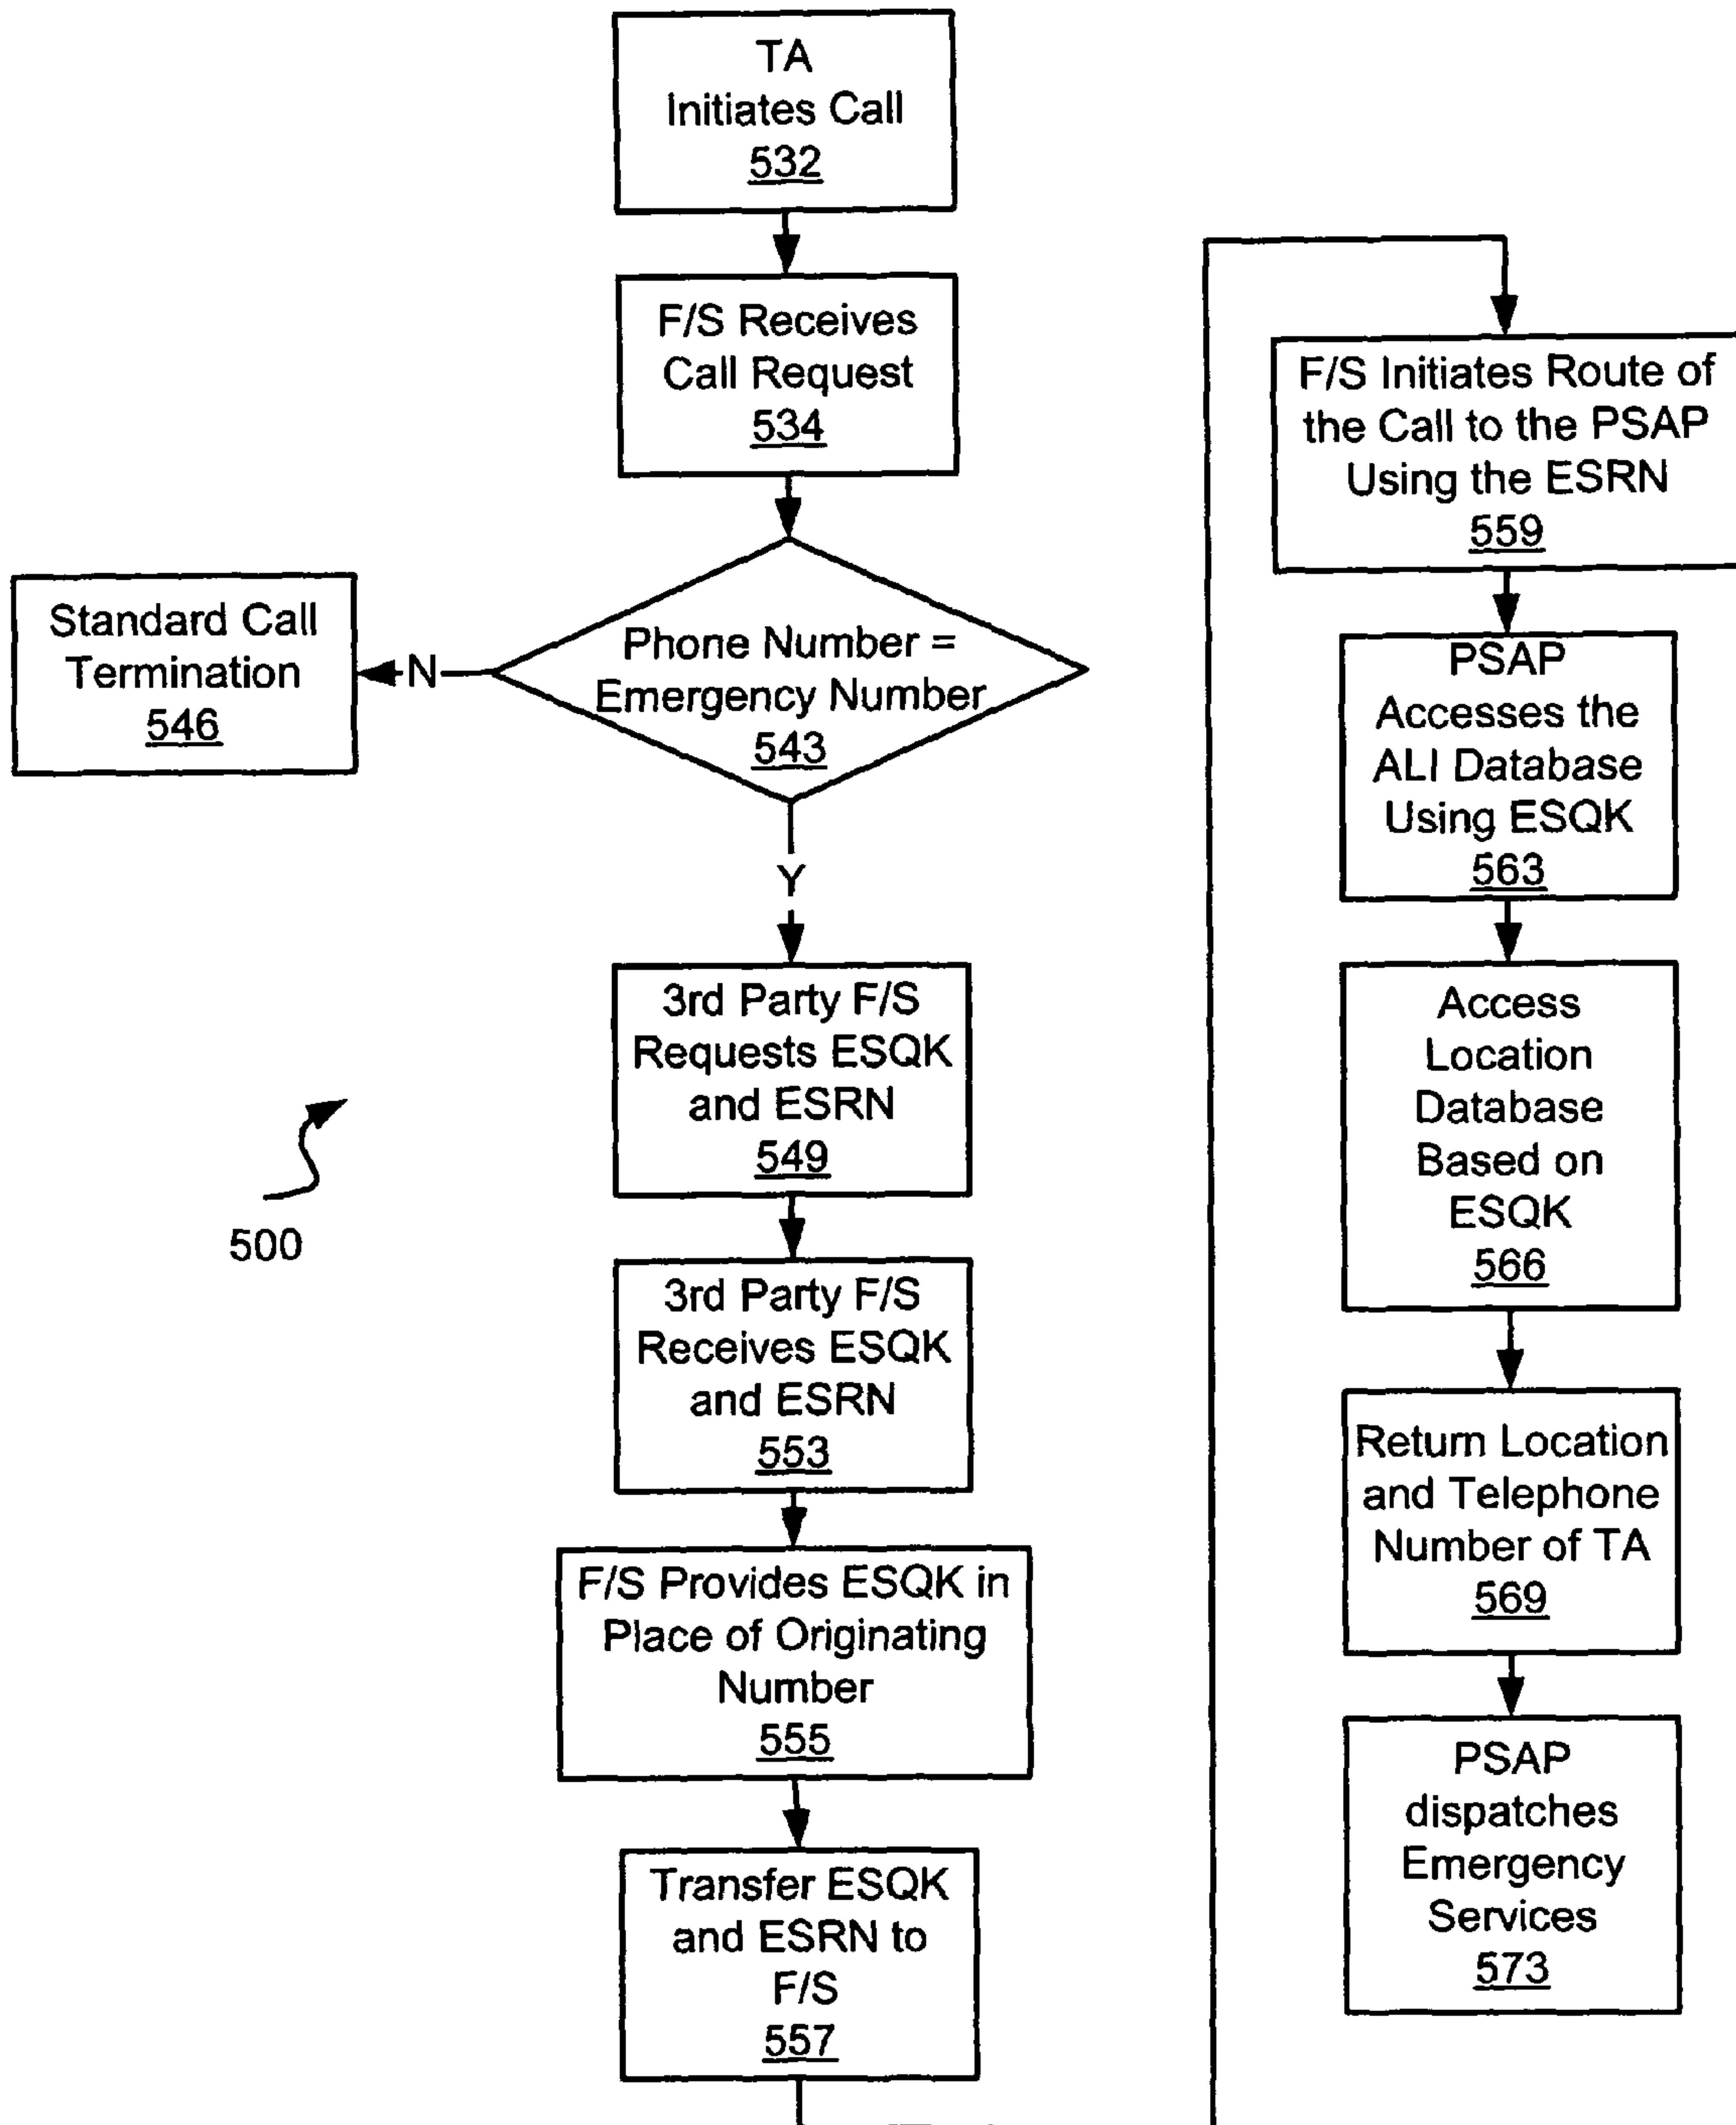 TA
Initiates Call
532
F/S Receives
Call Request
534
Phone Number =
Emergency Number
543
N
Standard Call
Termination
546
Y
3rd Party F/S
Requests ESQK
and ESRN
549
3rd Party F/S
Receives ESQK
and ESRN
553
F/S Provides ESQK in
Place of Originating
Number
555
Transfer ESQK
and ESRN to
F/S
557
500
F/S Initiates Route of
the Call to the PSAP
Using the ESRN
559
PSAP
Accesses the
ALI Database
Using ESQK
563
Access
Location
Database
Based on
ESQK
566
Return Location
and Telephone
Number of TA
569
PSAP
dispatches
Emergency
Services
573